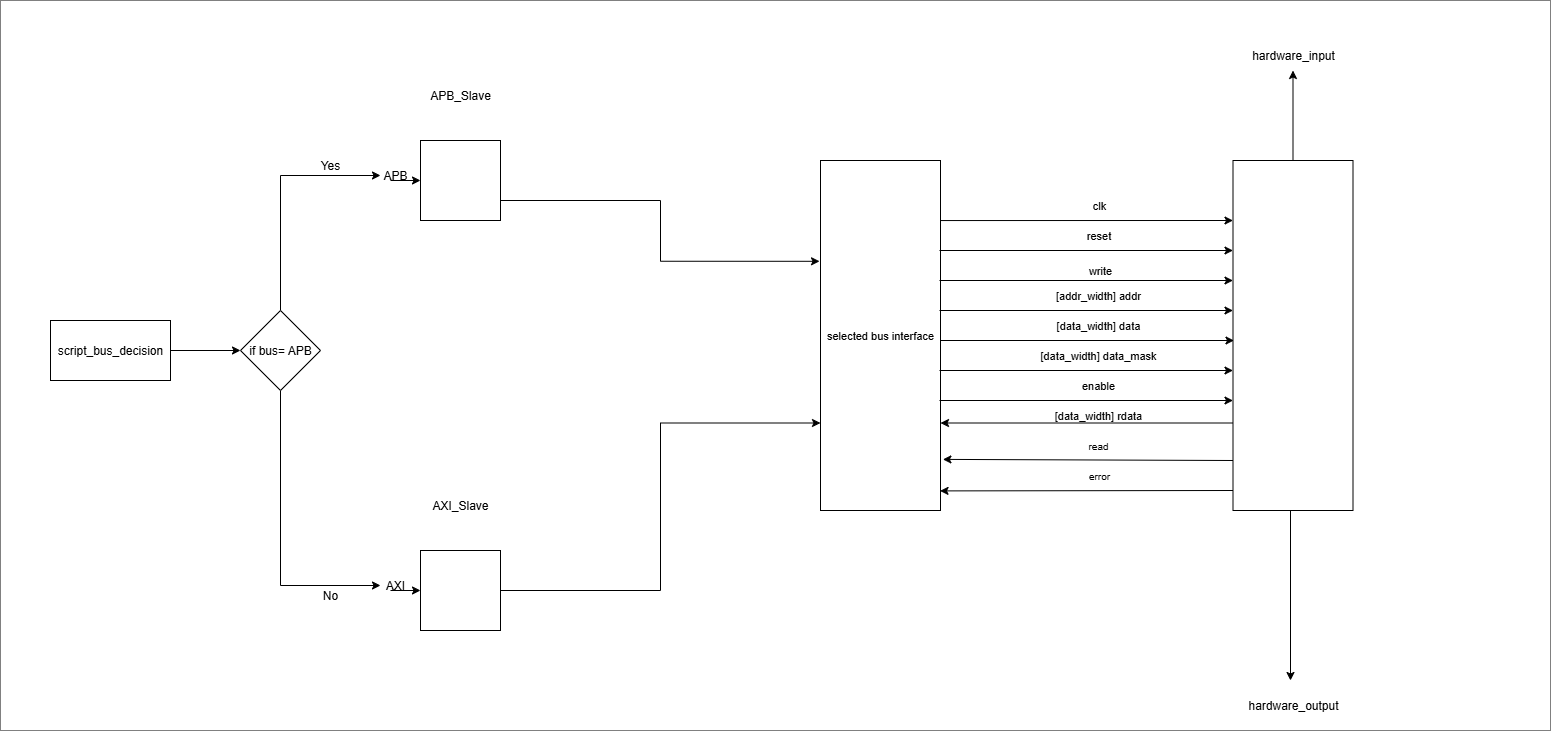 hardware_input
APB_Slave
Yes
APB
script_bus_decision
if bus= APB
AXI_Slave
AXI
No
selected bus interface
clk
reset
write
[addr_width] addr
[data_width] data
[data_width] data_mask
enable
[data_width] rdata
read
error
hardware_output